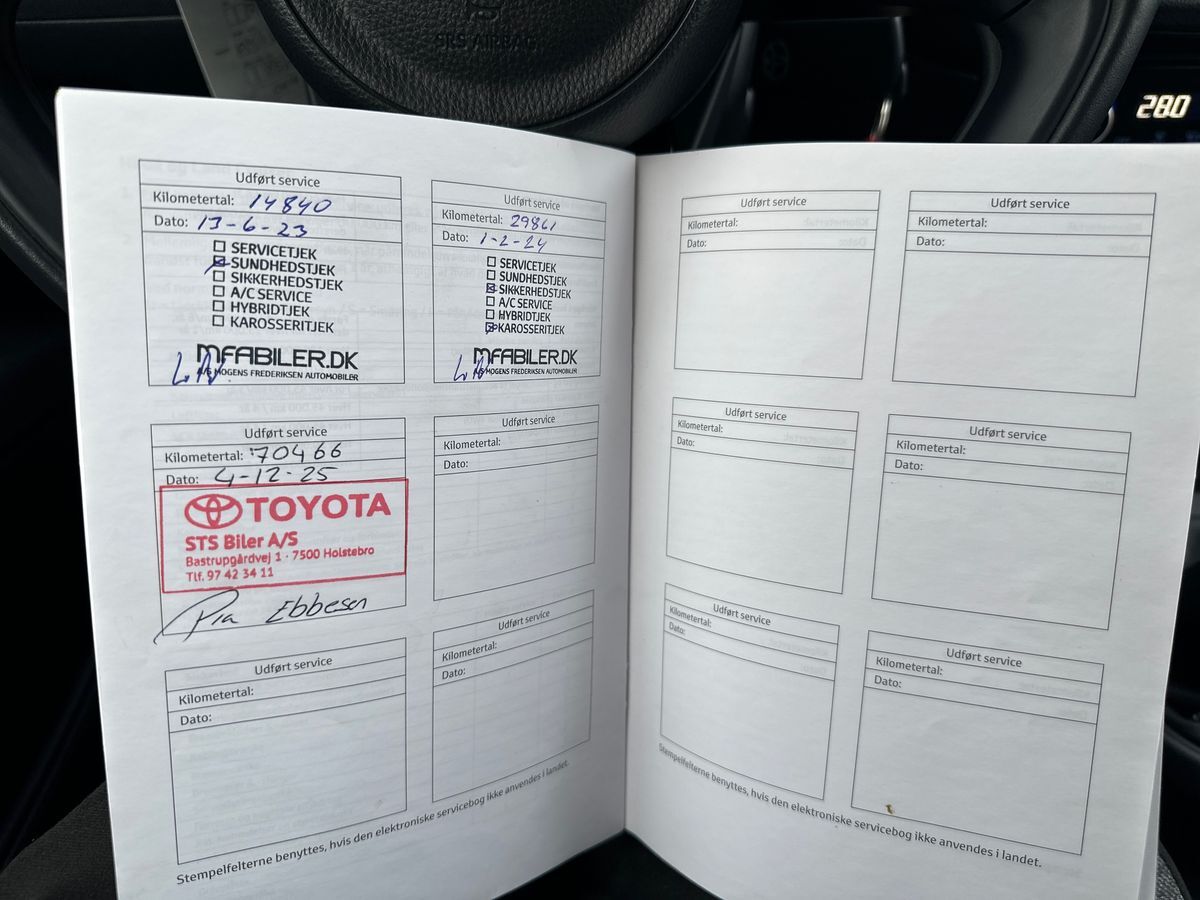 SRS AIRBAG
280
Udført service
Kilometertal: 14840
Dato: 13-6-23
SERVICETJEK
SUNDHEDSTJEK
SIKKERHEDSTJEK
A/C SERVICE
HYBRIDTJEK
KAROSSERITJEK
MFABILER.DK
A/S MOGENS FREDERIKSEN AUTOMOBILER
Udført service
Kilometertal: 29861
Dato: 1-2-24
SERVICETJEK
SUNDHEDSTJEK
SIKKERHEDSTJEK
A/C SERVICE
HYBRIDTJEK
KAROSSERITJEK
MFABILER.DK
A/S MOGENS FREDERIKSEN AUTOMOBILER
Udført service
Kilometertal: 70466
Dato: 4-12-25
TOYOTA
STS Biler A/S
Bastrupgårdvej 1 · 7500 Holstebro
Tlf. 97 42 34 11
Pia Ebbesen
Udført service
Kilometertal:
Dato:
Udført service
Kilometertal:
Dato:
Udført service
Kilometertal:
Dato:
Stempelfelterne benyttes, hvis den elektroniske servicebog ikke anvendes i landet.
Udført service
Kilometertal:
Dato:
Udført service
Kilometertal:
Dato:
Udført service
Kilometertal:
Dato:
Udført service
Kilometertal:
Dato:
Udført service
Kilometertal:
Dato:
Udført service
Kilometertal:
Dato:
Stempelfelterne benyttes, hvis den elektroniske servicebog ikke anvendes i landet.